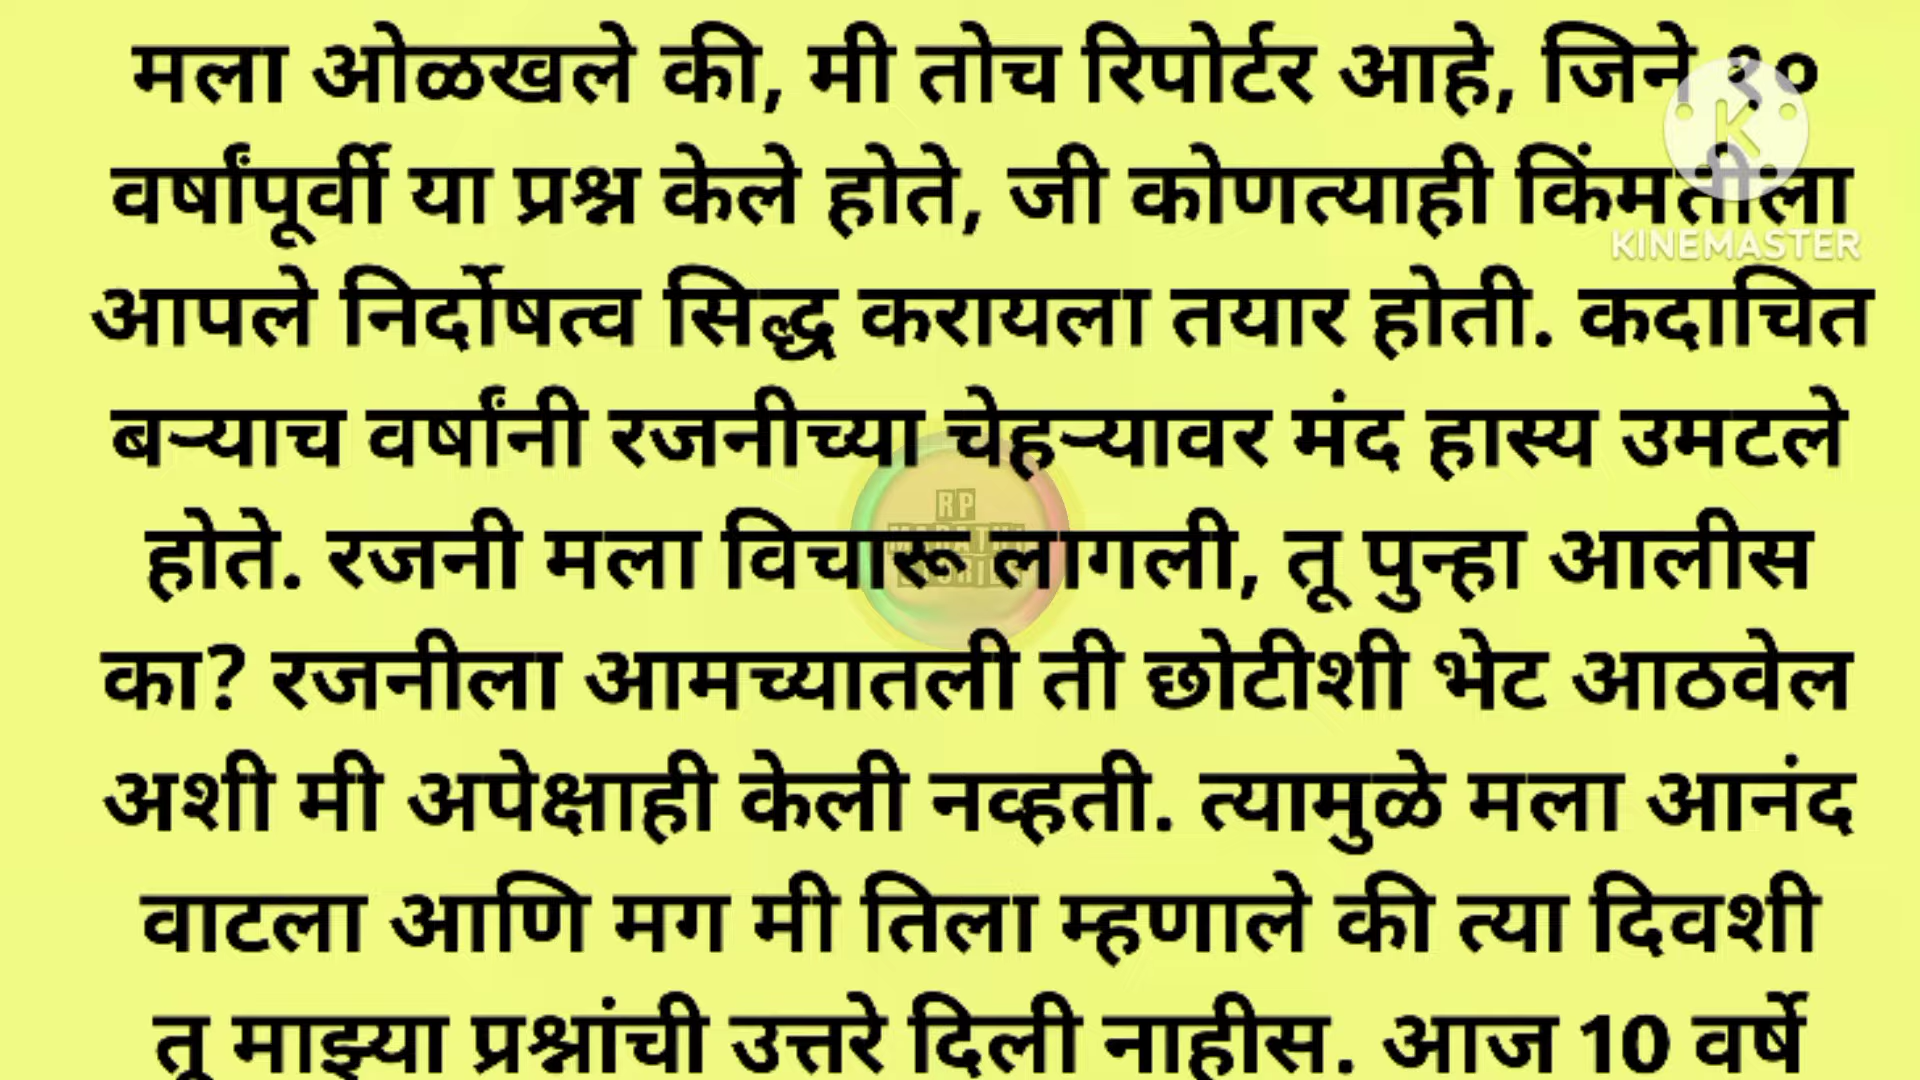 मला ओळखले की, मी तोच रिपोर्टर आहे, जिने १०
वर्षांपूर्वी या प्रश्न केले होते, जी कोणत्याही किंमतीला
KINEMASTER
आपले निर्दोषत्व सिद्ध करायला तयार होती. कदाचित
बऱ्याच वर्षांनी रजनीच्या चेहऱ्यावर मंद हास्य उमटले
RP
होते. रजनी मला विचारू लागली, तू पुन्हा आलीस
का? रजनीला आमच्यातली ती छोटीशी भेट आठवेल
अशी मी अपेक्षाही केली नव्हती. त्यामुळे मला आनंद
वाटला आणि मग मी तिला म्हणाले की त्या दिवशी
तू माझ्या प्रश्नांची उत्तरे दिली नाहीस. आज 10 वर्षे